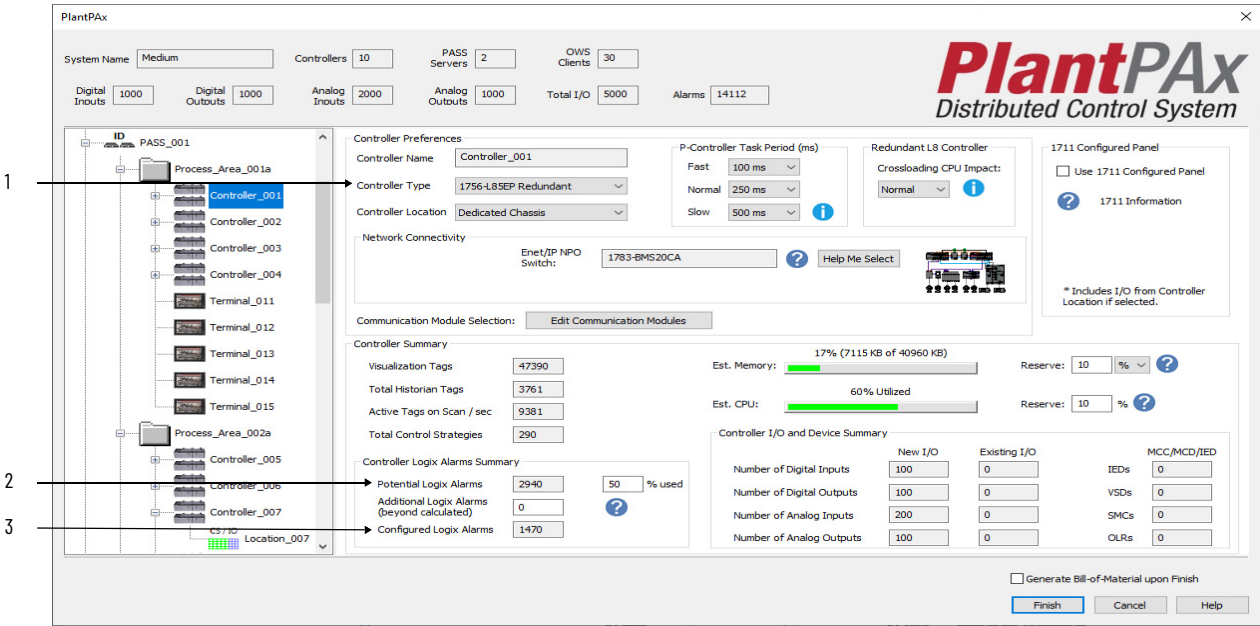 PlantPAx
System Name Medium Controllers 10 PASS Servers 2 OWS Clients 30
Digital Inputs 1000 Digital Outputs 1000 Analog Inputs 2000 Analog Outputs 1000 Total I/O 5000 Alarms 14112
PlantPAx
Distributed Control System
ID PASS_001
Process_Area_001a
Controller_001
Controller_002
Controller_003
Controller_004
Terminal_011
Terminal_012
Terminal_013
Terminal_014
Terminal_015
Process_Area_002a
Controller_005
Controller_006
Controller_007
CS / IO
Location_007
1
2
3
Controller Preferences
Controller Name Controller_001
Controller Type 1756-L85EP Redundant
Controller Location Dedicated Chassis
P-Controller Task Period (ms)
Fast 100 ms
Normal 250 ms
Slow 500 ms
Redundant L8 Controller
Crossloading CPU Impact:
Normal
1711 Configured Panel
Use 1711 Configured Panel
1711 Information
* Includes I/O from Controller
Location if selected.
Network Connectivity
Enet/IP NPO
Switch: 1783-BMS20CA Help Me Select
Communication Module Selection: Edit Communication Modules
Controller Summary
Visualization Tags 47390
Total Historian Tags 3761
Active Tags on Scan / sec 9381
Total Control Strategies 290
17% (7115 KB of 40960 KB)
Est. Memory: Reserve: 10 %
60% Utilized
Est. CPU: Reserve: 10 %
Controller Logix Alarms Summary
Potential Logix Alarms 2940 50 % used
Additional Logix Alarms
(beyond calculated) 0
Configured Logix Alarms 1470
Controller I/O and Device Summary
New I/O Existing I/O MCC/MCD/IED
Number of Digital Inputs 100 0 IEDs 0
Number of Digital Outputs 100 0 VSDs 0
Number of Analog Inputs 200 0 SMCs 0
Number of Analog Outputs 100 0 OLRs 0
Generate Bill-of-Material upon Finish
Finish Cancel Help